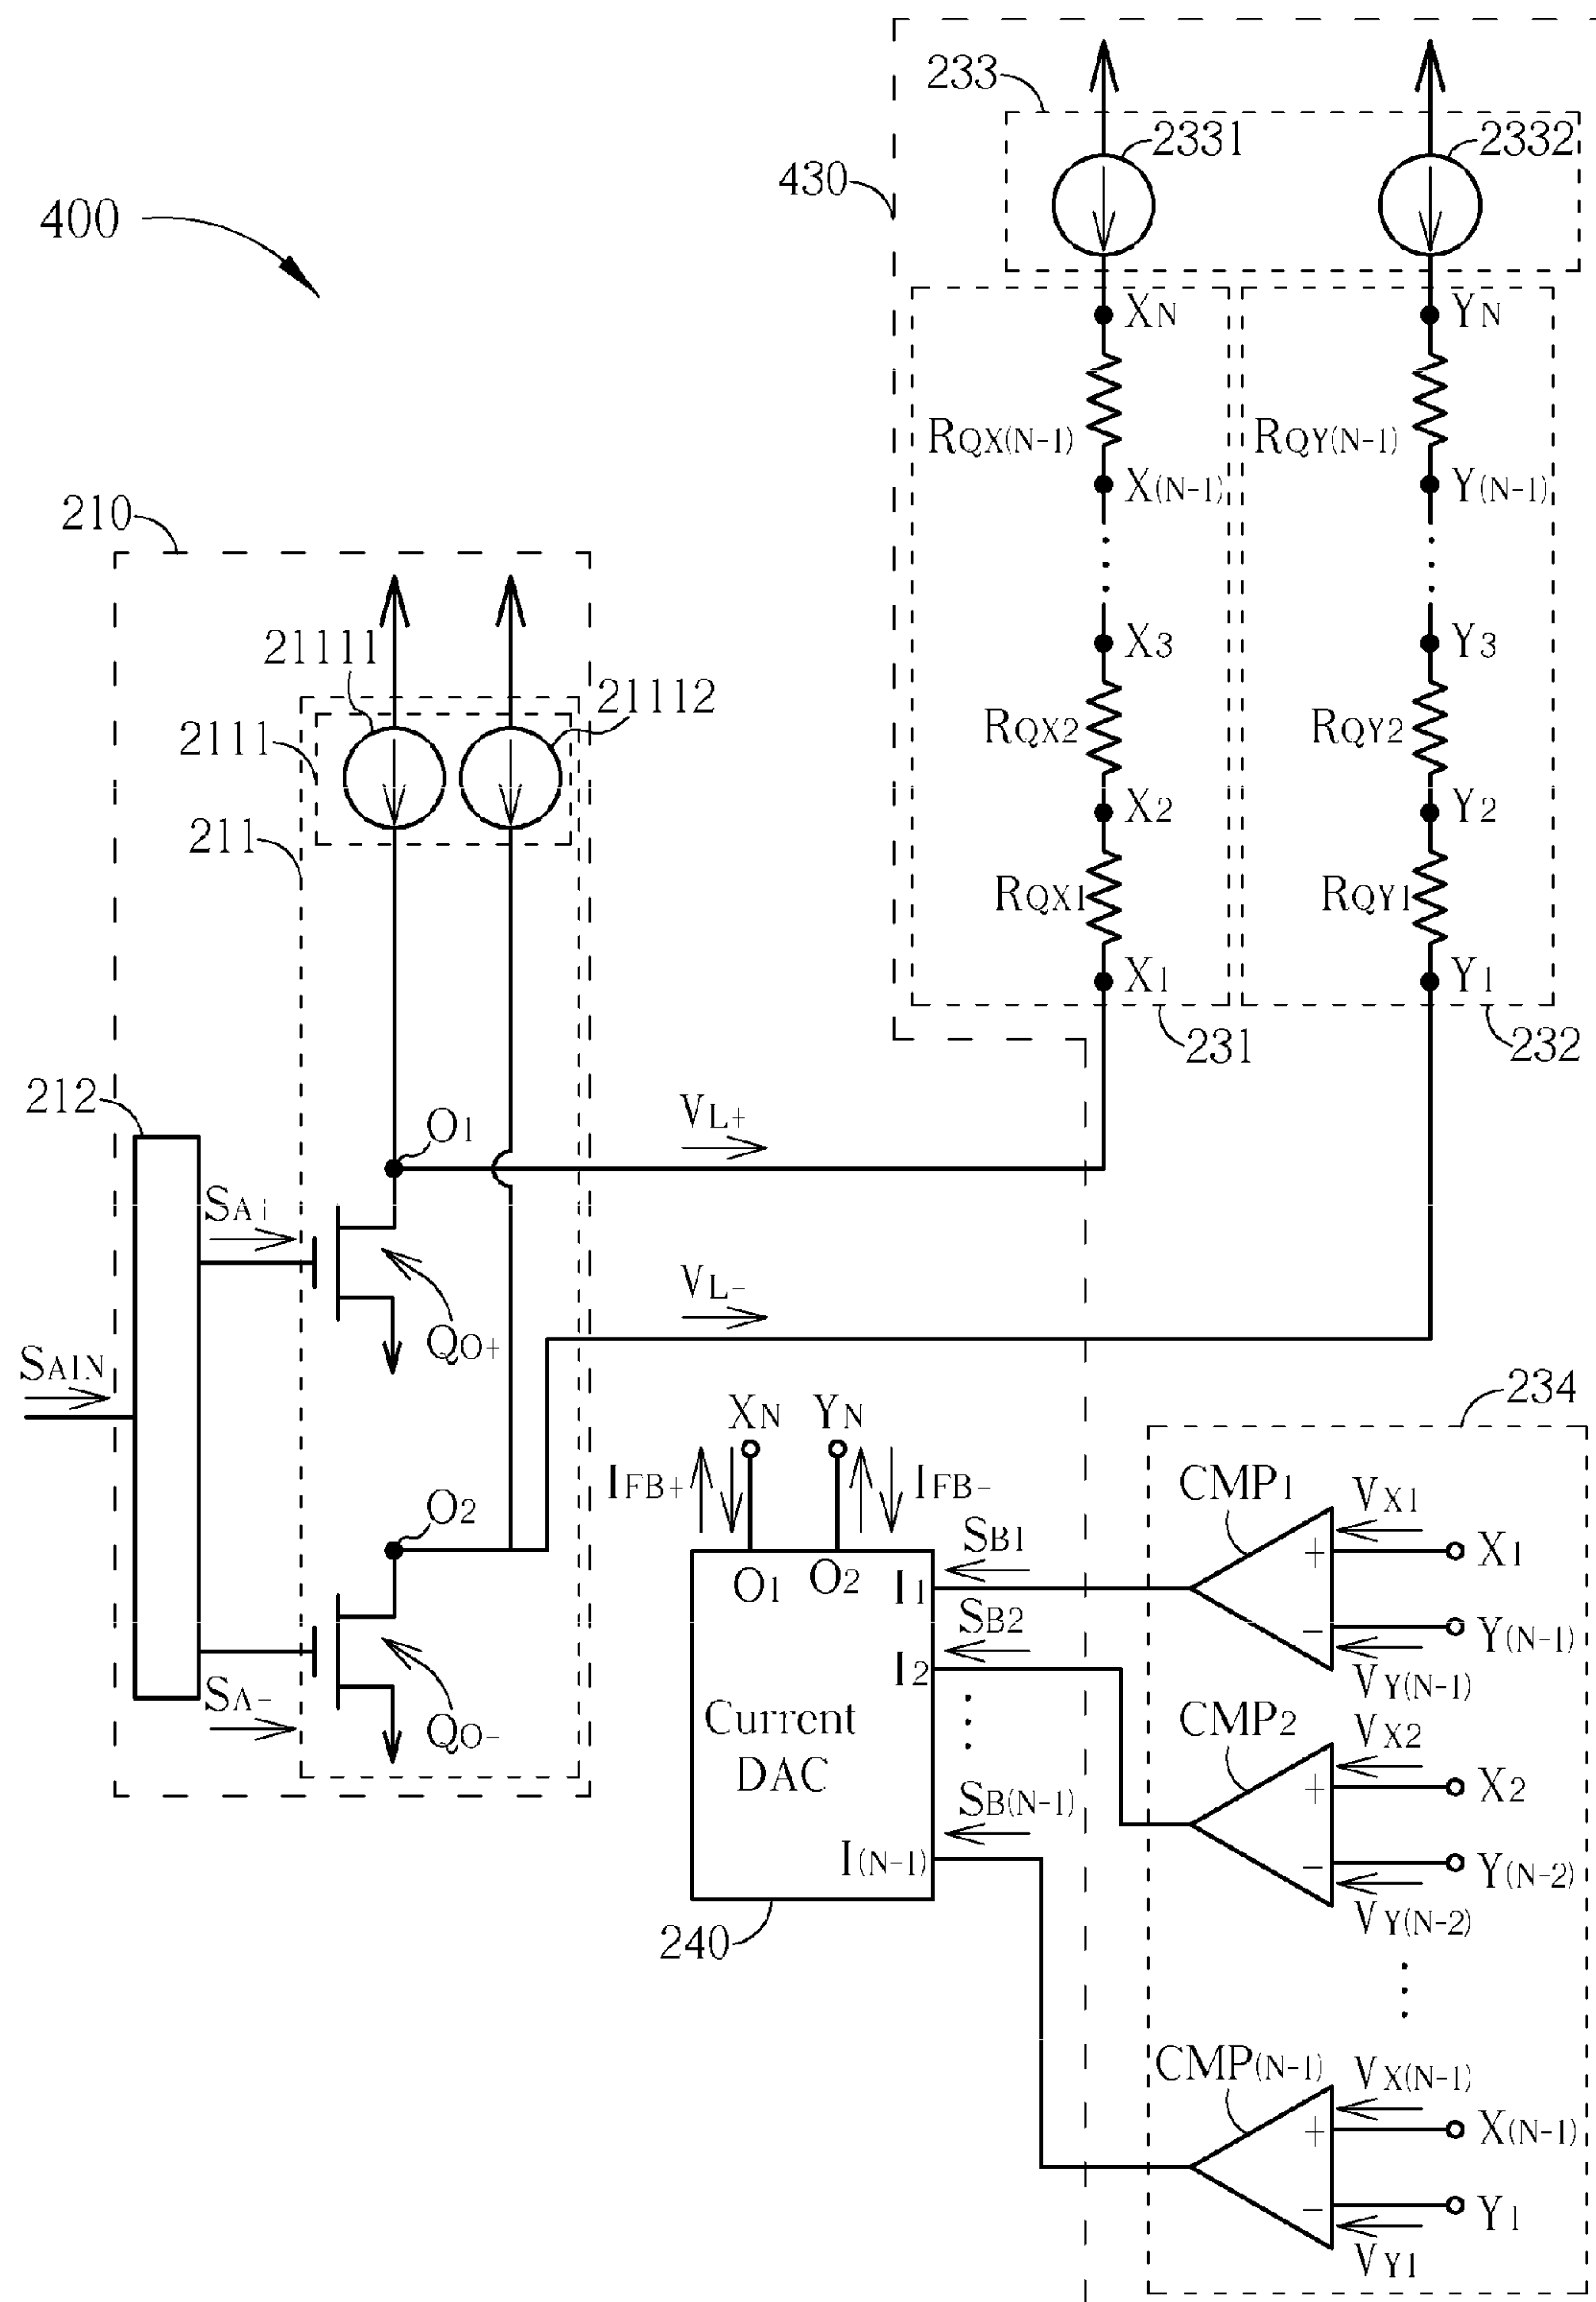 400
430
233
2331
2332
XN
YN
RQX(N-1)
RQY(N-1)
X(N-1)
Y(N-1)
X3
Y3
RQX2
RQY2
X2
Y2
RQX1
RQY1
X1
Y1
231
232
210
21111
21112
2111
211
212
O1
VL+
SA+
QO+
VL-
SAIN
O2
SA-
QO-
XN
YN
IFB+
IFB-
O1
O2
I1
I2
I(N-1)
Current
DAC
240
SB1
SB2
SB(N-1)
234
CMP1
VX1
+
X1
-
Y(N-1)
VY(N-1)
CMP2
VX2
+
X2
-
Y(N-2)
VY(N-2)
CMP(N-1)
VX(N-1)
+
X(N-1)
-
Y1
VY1